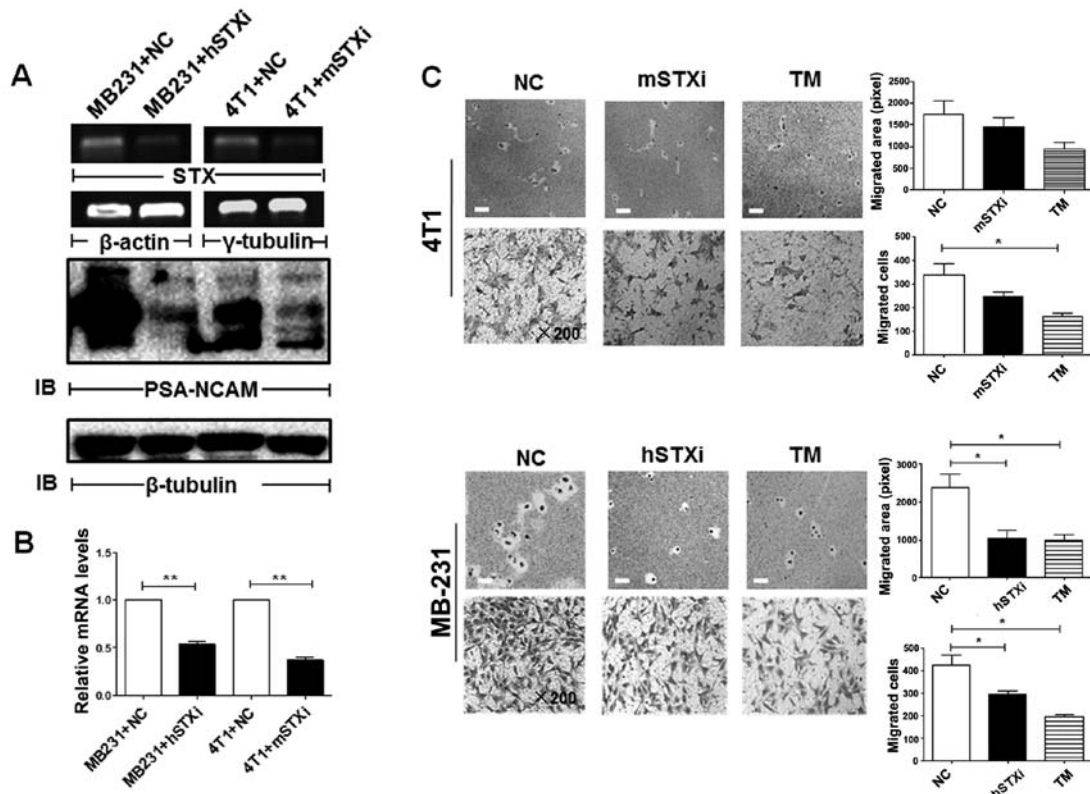 A
MB231+NC
MB231+hSTXi
4T1+NC
4T1+mSTXi
STX
β-actin
γ-tubulin
IB
PSA-NCAM
IB
β-tubulin
B
Relative mRNA levels
1.5
1.0
0.5
0.0
**
**
MB231+NC
MB231+hSTXi
4T1+NC
4T1+mSTXi
C
NC
mSTXi
TM
4T1
×200
Migrated area (pixel)
2500
2000
1500
1000
500
0
NC
mSTXi
TM
Migrated cells
500
400
300
200
100
0
*
NC
mSTXi
TM
NC
hSTXi
TM
MB-231
×200
Migrated area (pixel)
3000
2000
1000
0
*
*
NC
hSTXi
TM
Migrated cells
500
400
300
200
100
0
*
*
NC
hSTXi
TM